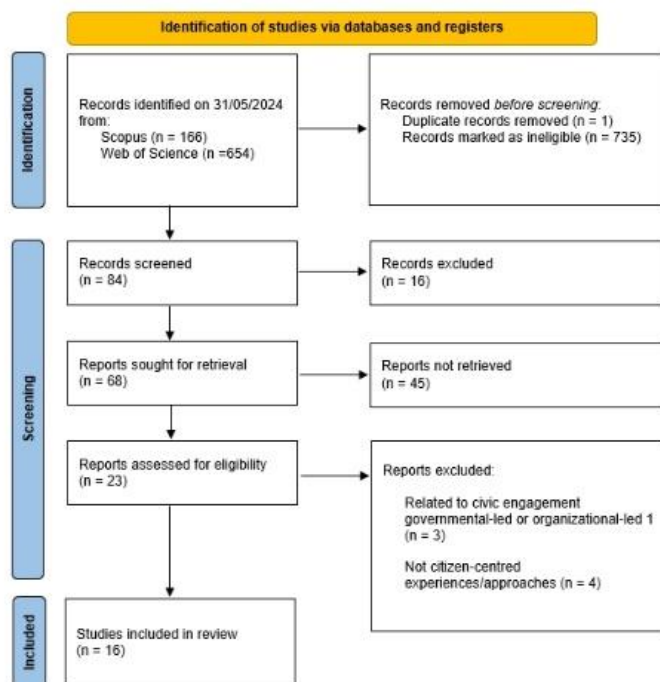 Identification of studies via databases and registers
Identification
Records identified on 31/05/2024
from:
Scopus (n = 166)
Web of Science (n =654)
Records removed before screening:
Duplicate records removed (n = 1)
Records marked as ineligible (n = 735)
Screening
Records screened
(n = 84)
Records excluded
(n = 16)
Reports sought for retrieval
(n = 68)
Reports not retrieved
(n = 45)
Reports assessed for eligibility
(n = 23)
Reports excluded:
Related to civic engagement
governmental-led or organizational-led 1
(n = 3)
Not citizen-centred
experiences/approaches (n = 4)
Included
Studies included in review
(n = 16)